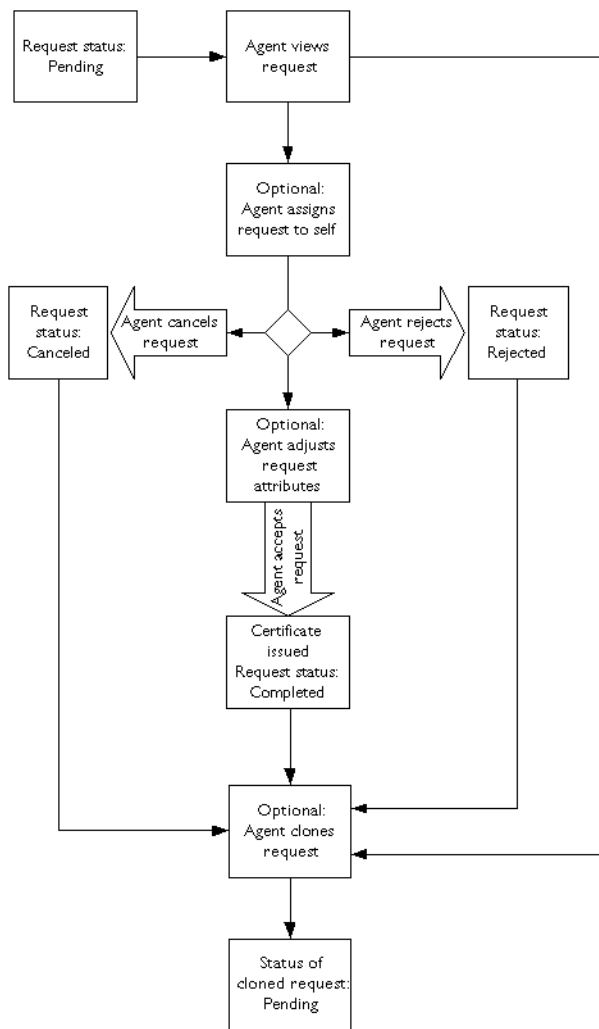 Request status:
Pending
Agent views
request
Optional:
Agent assigns
request to self
Request
status:
Canceled
Agent cancels
request
Agent rejects
request
Request
status:
Rejected
Optional:
Agent adjusts
request
attributes
Agent accepts
request
Certificate
issued
Request status:
Completed
Optional:
Agent clones
request
Status of
cloned request:
Pending